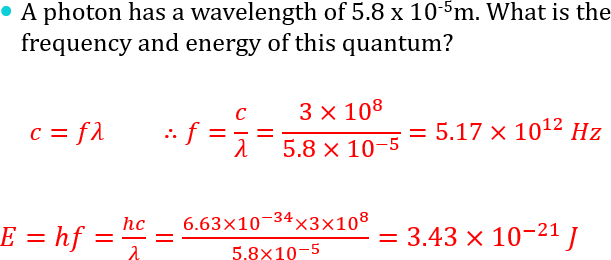 • A photon has a wavelength of 5.8 x 10⁻⁵m. What is the
frequency and energy of this quantum?
c = fλ ∴ f = c/λ = (3 × 10⁸)/(5.8 × 10⁻⁵) = 5.17 × 10¹² Hz
E = hf = hc/λ = (6.63×10⁻³⁴×3×10⁸)/(5.8×10⁻⁵) = 3.43 × 10⁻²¹ J